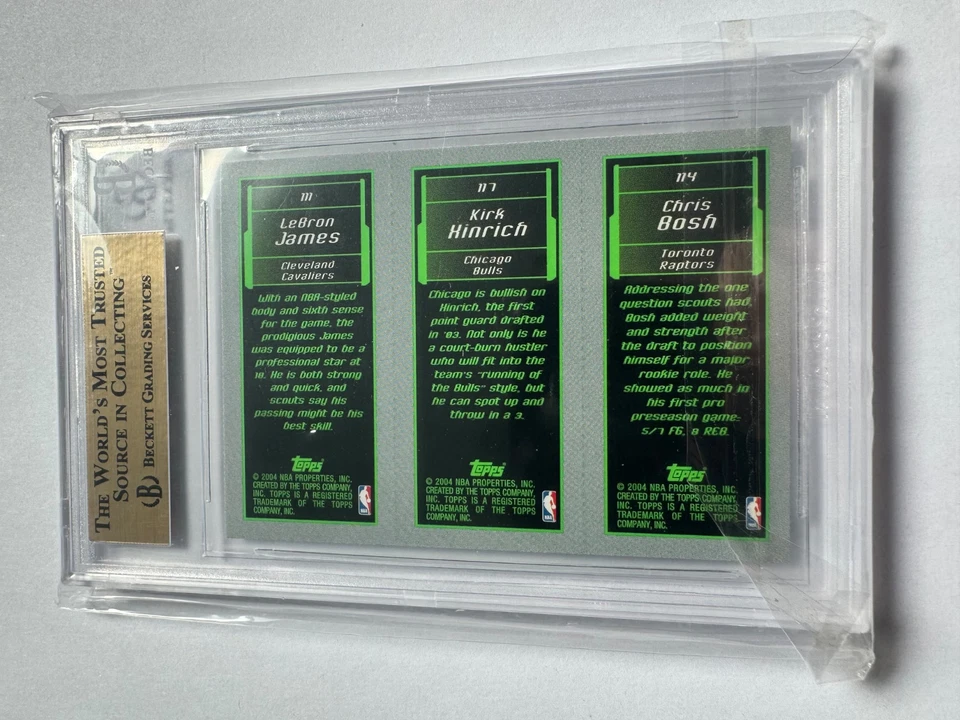 THE WORLD'S MOST TRUSTED
SOURCE IN COLLECTING
BECKETT GRADING SERVICES
111
LeBron
James
Cleveland
Cavaliers
With an NBA-styled
body and sixth sense
for the game, the
prodigious James
was equipped to be a
professional star at
18. He is both strong
and quick, and
scouts say his
passing might be his
best skill.
Topps
© 2004 NBA PROPERTIES, INC.
CREATED BY THE TOPPS COMPANY,
INC. TOPPS IS A REGISTERED
TRADEMARK OF THE TOPPS
COMPANY, INC.
117
Kirk
Hinrich
Chicago
Bulls
Chicago is bullish on
Hinrich, the first
point guard drafted
in '03. Not only is he
a court-burn hustler
who will fit into the
team's "running of
the Bulls" style, but
he can spot up and
throw in a 3.
Topps
© 2004 NBA PROPERTIES, INC.
CREATED BY THE TOPPS COMPANY,
INC. TOPPS IS A REGISTERED
TRADEMARK OF THE TOPPS
COMPANY, INC.
114
Chris
Bosh
Toronto
Raptors
Addressing the one
question scouts had,
Bosh added weight
and strength after
the draft to position
himself for a major
rookie role. He
showed as much in
his first pro
preseason game:
5/7 FG, 8 REB.
Topps
© 2004 NBA PROPERTIES, INC.
CREATED BY THE TOPPS COMPANY,
INC. TOPPS IS A REGISTERED
TRADEMARK OF THE TOPPS
COMPANY, INC.